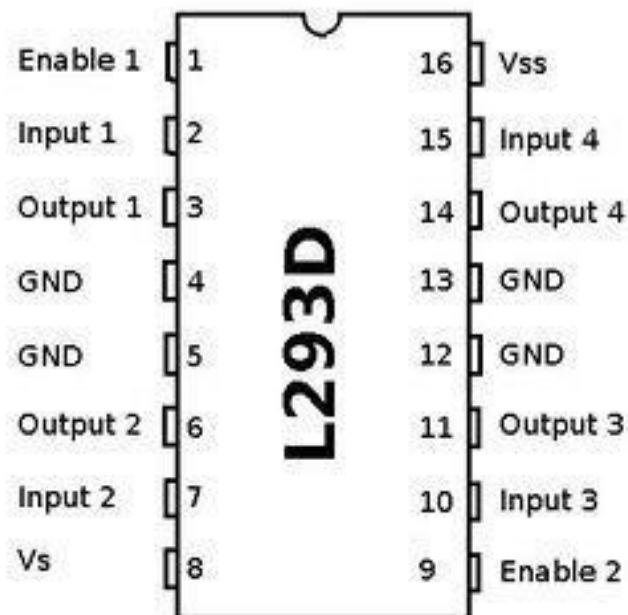 Enable 1 1 16 Vss
Input 1 2 15 Input 4
Output 1 3 14 Output 4
GND 4 13 GND
GND 5 12 GND
Output 2 6 11 Output 3
Input 2 7 10 Input 3
Vs 8 9 Enable 2
L293D